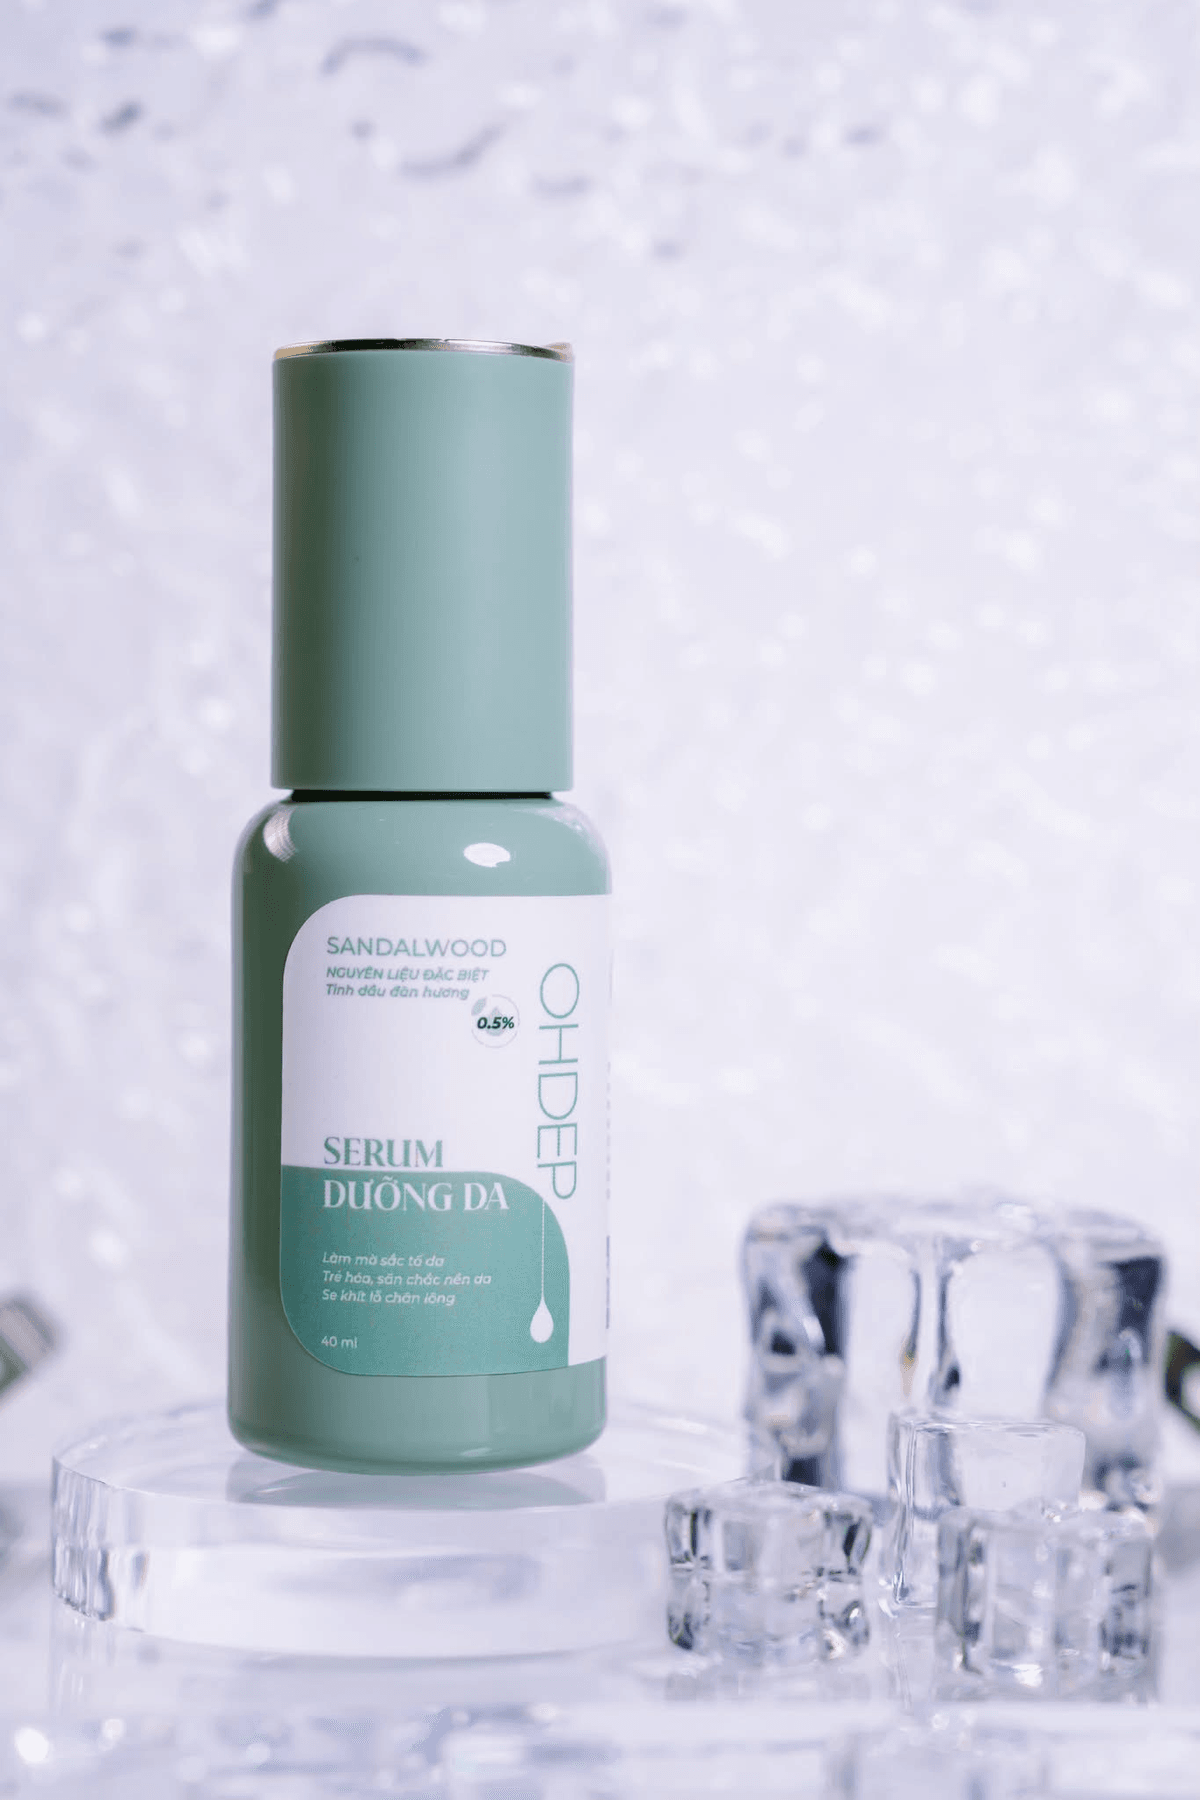 SANDALWOOD
NGUYÊN LIỆU ĐẶC BIỆT
Tinh dầu đàn hương
0.5%
OHDEP
SERUM
DƯỠNG DA
Làm mờ sắc tố da
Trẻ hóa, săn chắc nền da
Se khít lỗ chân lông
40 ml